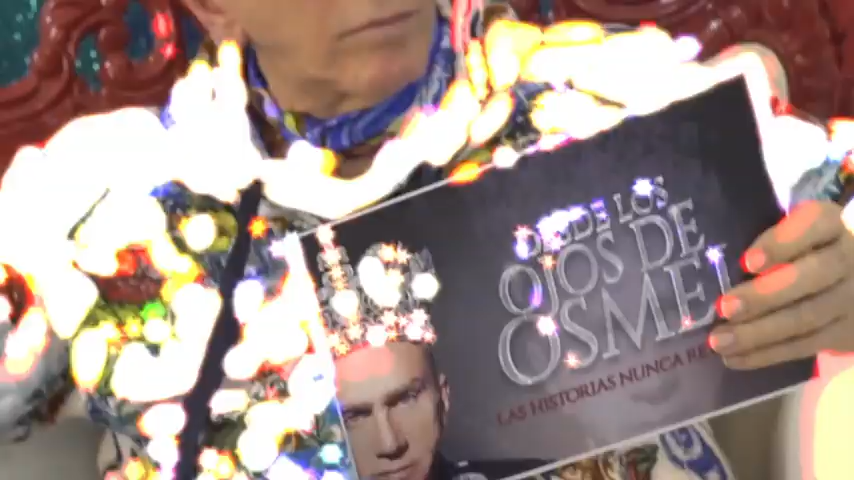 DESDE LOS
OJOS DE
OSMEL
LAS HISTORIAS NUNCA